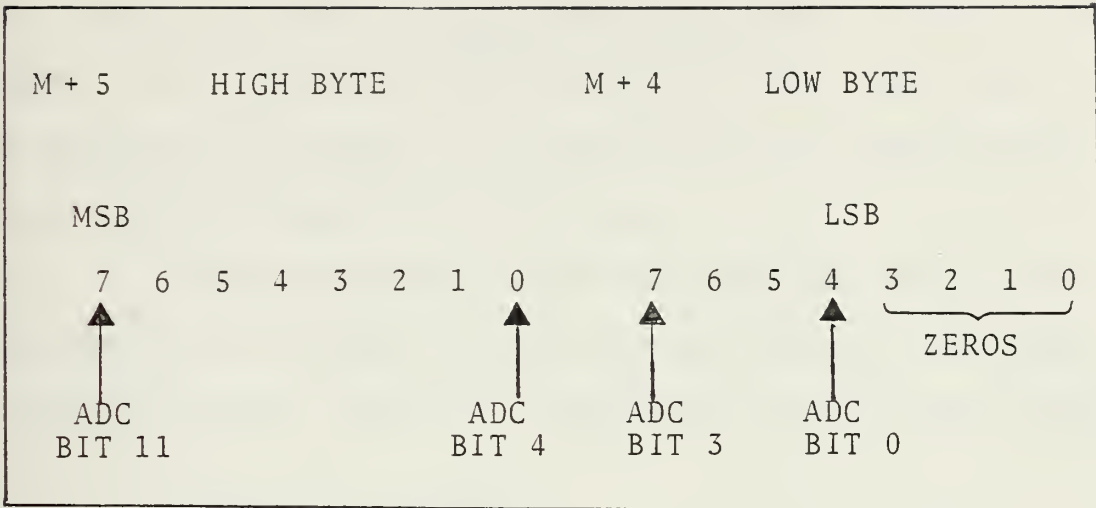 M + 5 HIGH BYTE M + 4 LOW BYTE
MSB LSB
7 6 5 4 3 2 1 0 7 6 5 4 3 2 1 0
ZEROS
ADC ADC ADC ADC
BIT 11 BIT 4 BIT 3 BIT 0